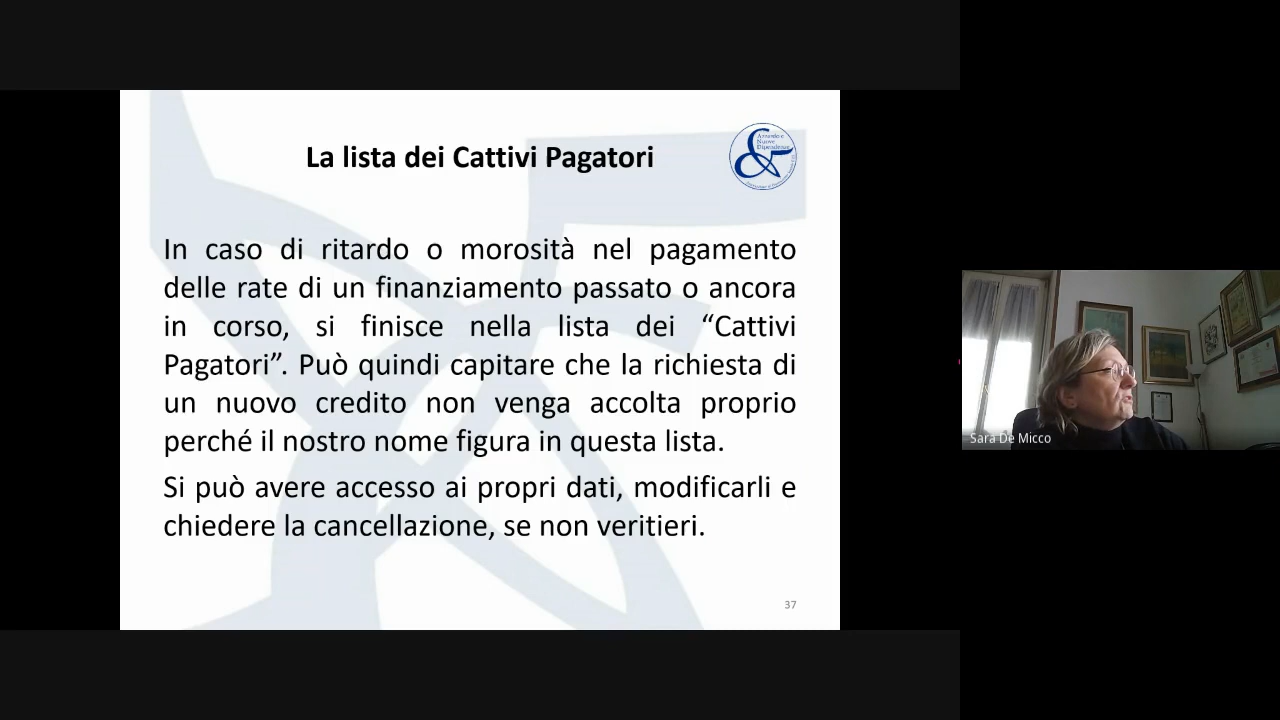 La lista dei Cattivi Pagatori
Azzardo e
Nuove
Dipendenze
In caso di ritardo o morosità nel pagamento
delle rate di un finanziamento passato o ancora
in corso, si finisce nella lista dei “Cattivi
Pagatori”. Può quindi capitare che la richiesta di
un nuovo credito non venga accolta proprio
perché il nostro nome figura in questa lista.
Si può avere accesso ai propri dati, modificarli e
chiedere la cancellazione, se non veritieri.
37
Sara De Micco